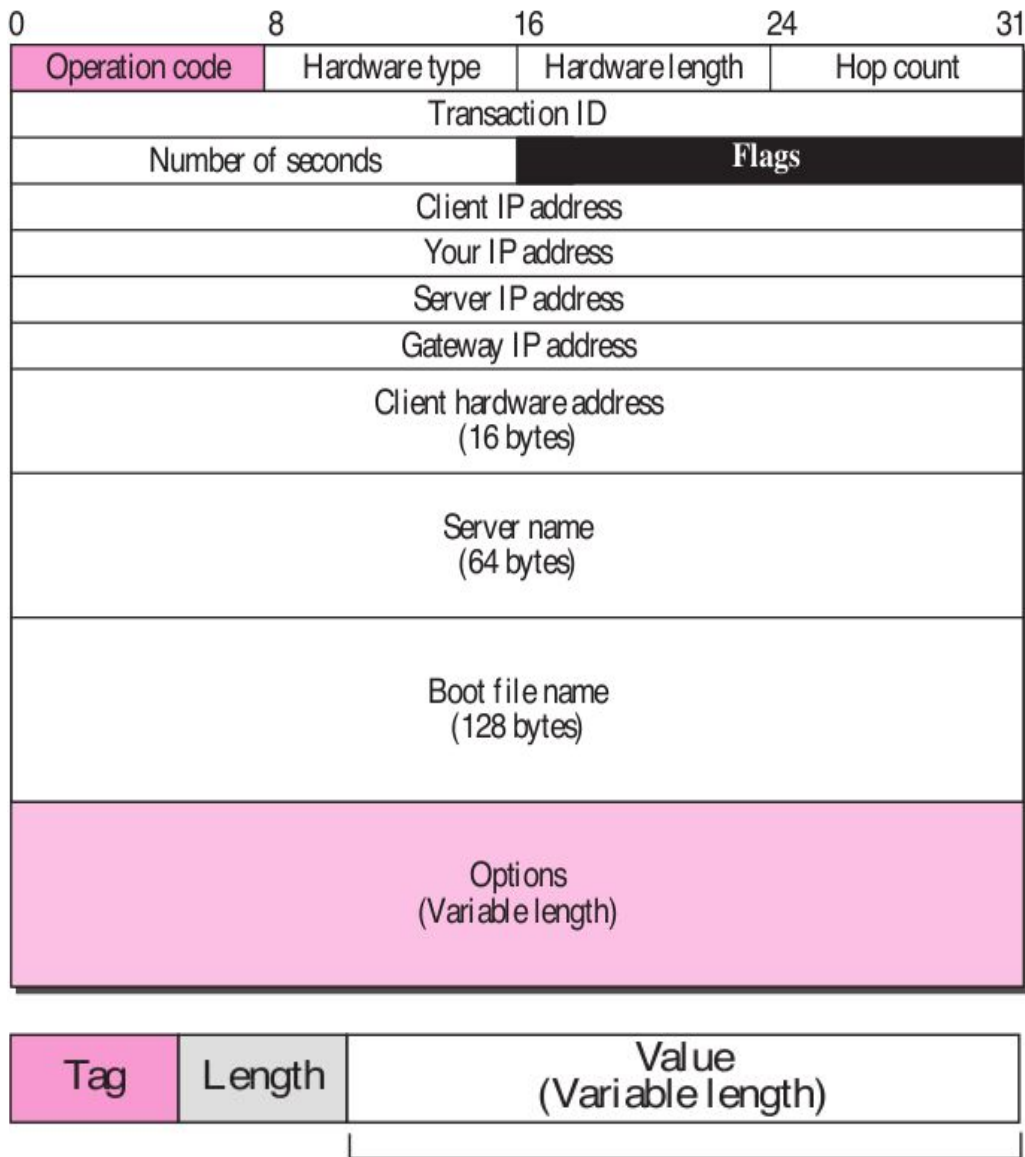 0 8 16 24 31
Operation code Hardware type Hardware length Hop count
Transaction ID
Number of seconds Flags
Client IP address
Your IP address
Server IP address
Gateway IP address
Client hardware address
(16 bytes)
Server name
(64 bytes)
Boot file name
(128 bytes)
Options
(Variable length)
Tag Length Value
(Variable length)